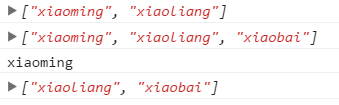 ["xiaoming", "xiaoliang"]
["xiaoming", "xiaoliang", "xiaobai"]
xiaoming
["xiaoliang", "xiaobai"]